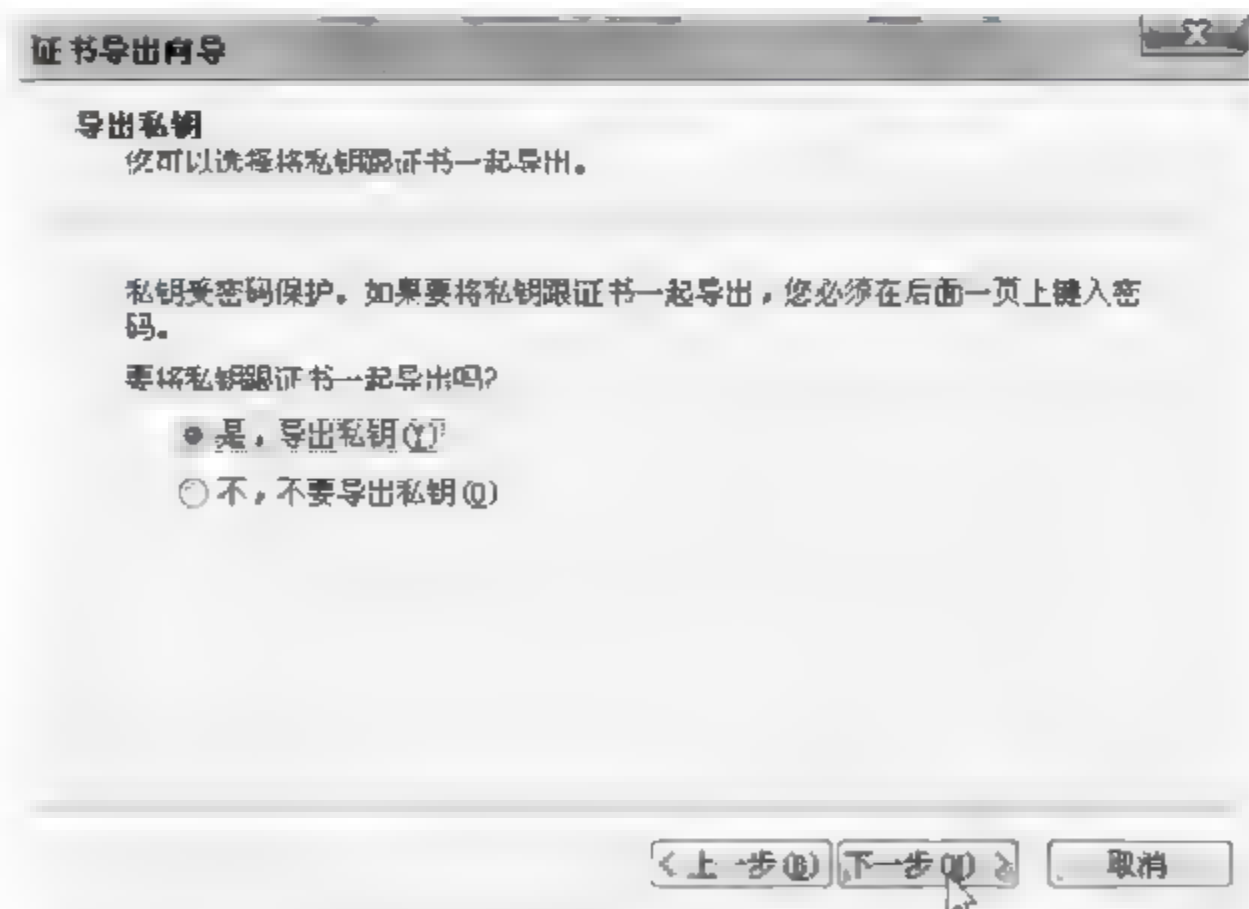 证书导出向导
导出私钥
您可以选择将私钥跟证书一起导出。
私钥受密码保护。如果要将私钥跟证书一起导出，您必须在后面一页上键入密
码。
要将私钥跟证书一起导出吗?
是，导出私钥(Y)
不，不要导出私钥(O)
< 上一步(B) 下一步(N) > 取消